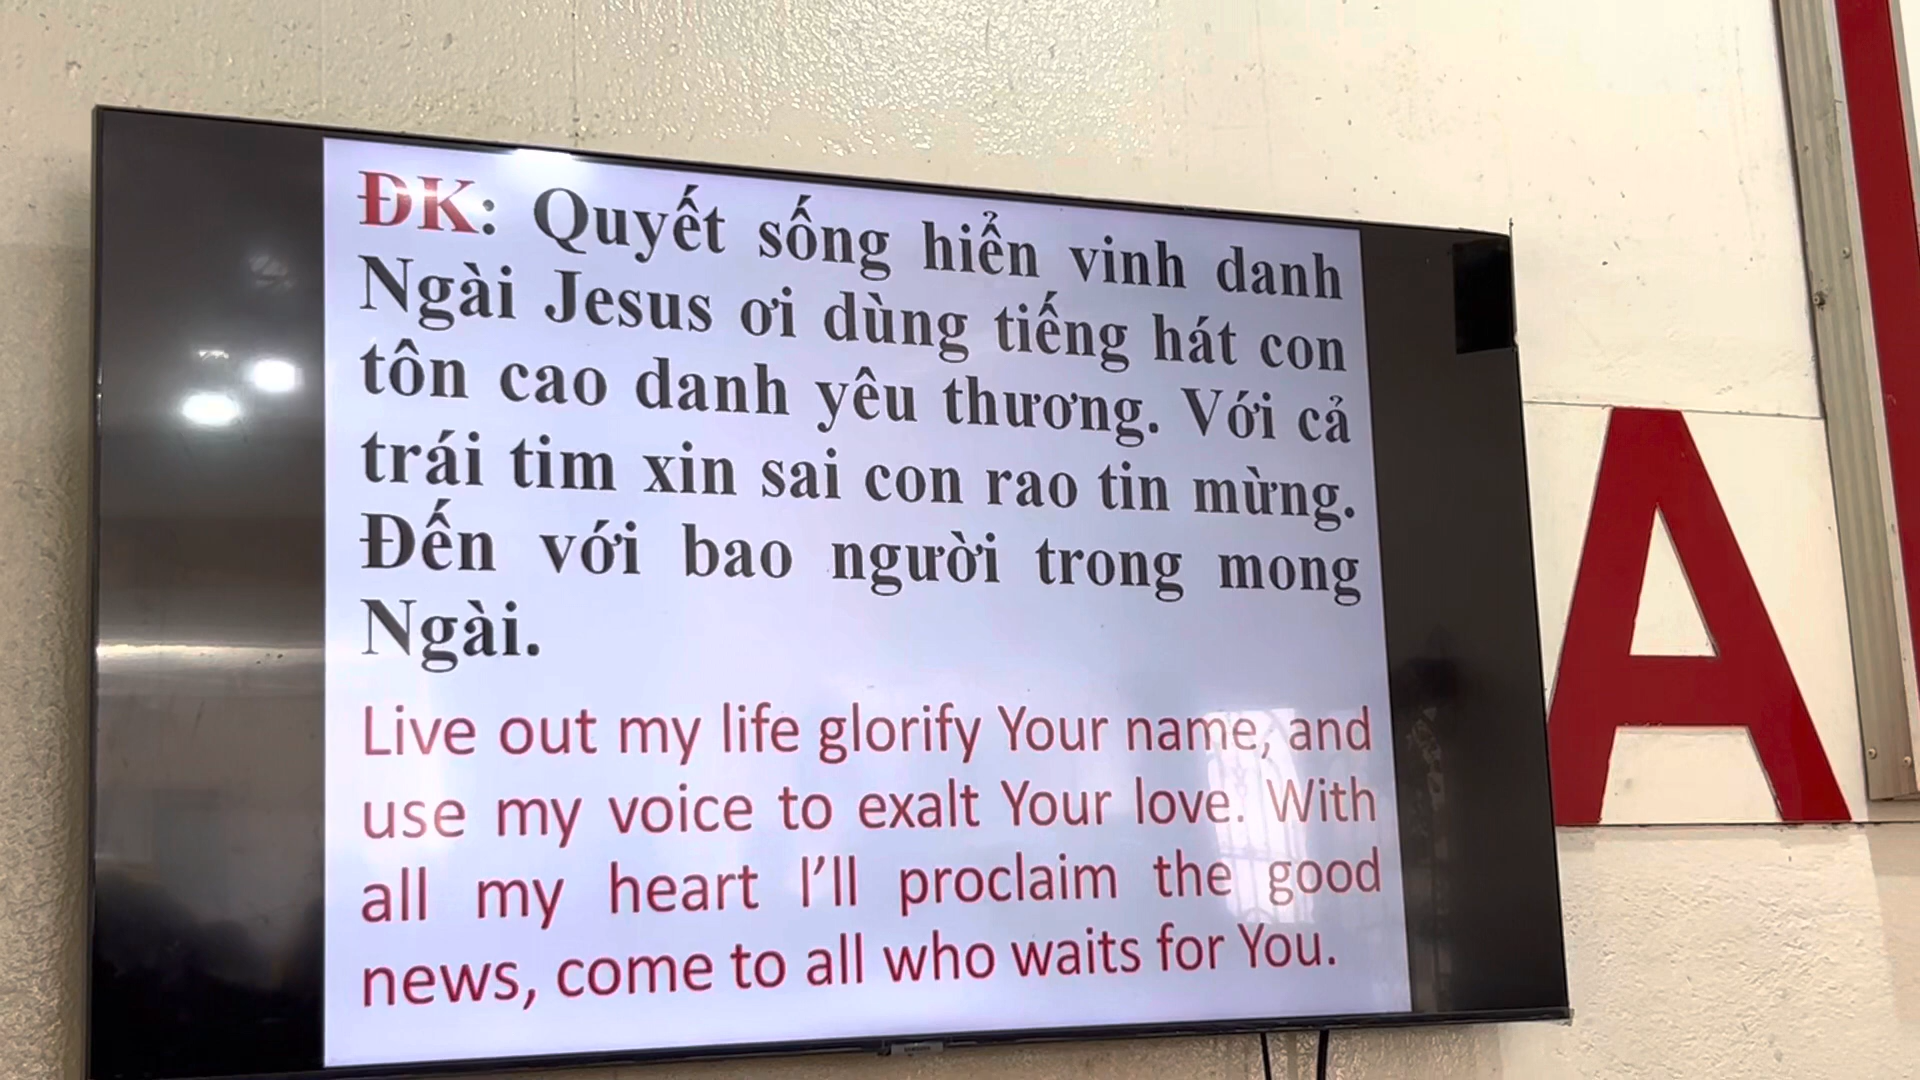 ĐK: Quyết sống hiển vinh danh
Ngài Jesus ơi dùng tiếng hát con
tôn cao danh yêu thương. Với cả
trái tim xin sai con rao tin mừng.
Đến với bao người trong mong
Ngài.
Live out my life glorify Your name, and
use my voice to exalt Your love. With
all my heart I’ll proclaim the good
news, come to all who waits for You.
A
SAMSUNG